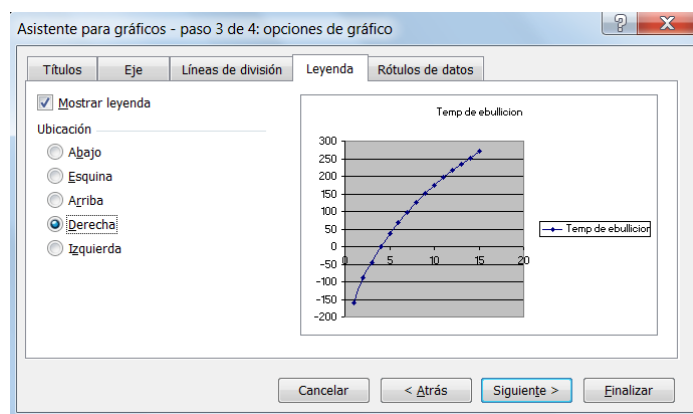 Asistente para gráficos - paso 3 de 4: opciones de gráfico
Títulos Eje Líneas de división Leyenda Rótulos de datos
Mostrar leyenda
Ubicación
Abajo
Esquina
Arriba
Derecha
Izquierda
Temp de ebullicion
300
250
200
150
100
50
0
-50
-100
-150
-200
0 5 10 15 20
Temp de ebullicion
Cancelar < Atrás Siguiente > Finalizar